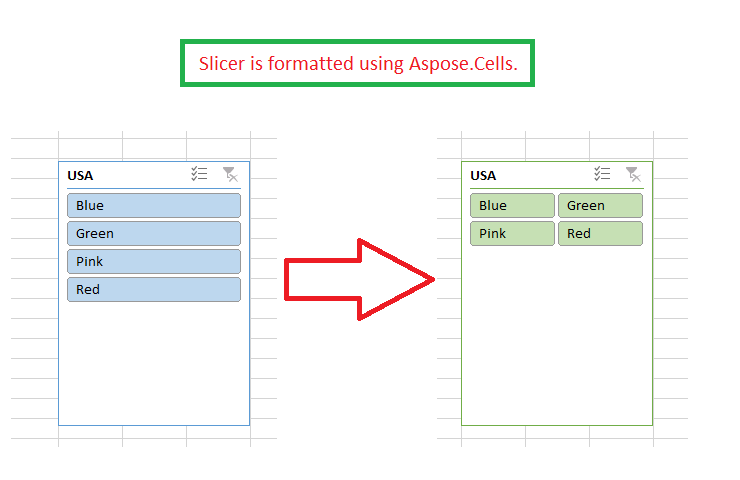 Slicer is formatted using Aspose.Cells.
USA
Blue
Green
Pink
Red
USA
Blue Green
Pink Red